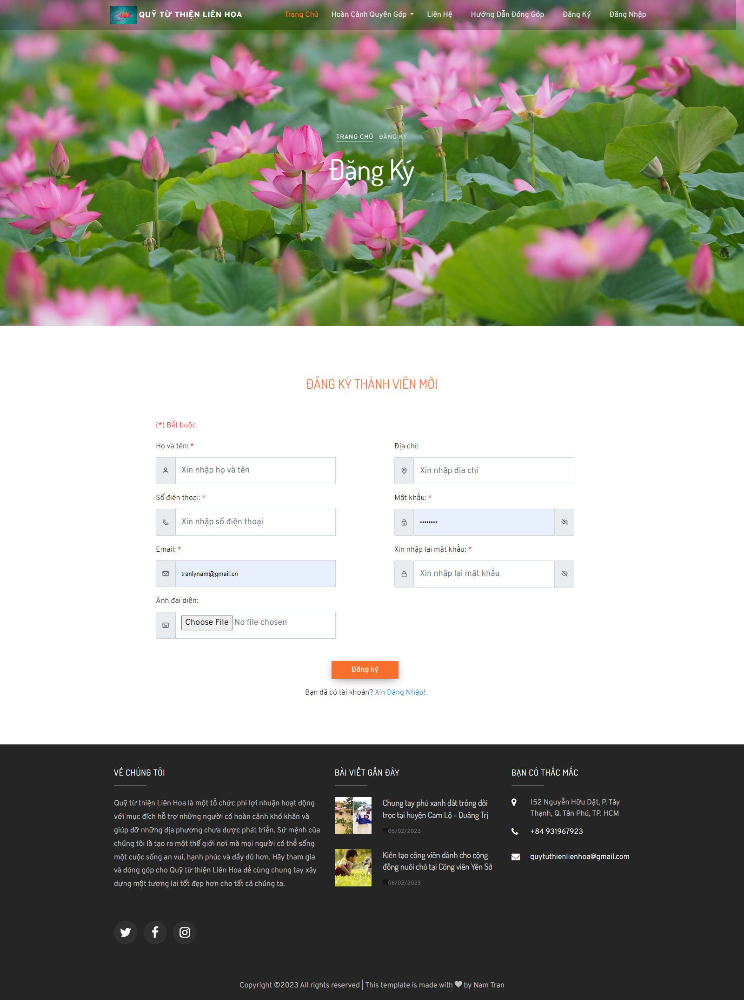 QUỸ TỪ THIỆN LIÊN HOA
Trang Chủ
Hoàn Cảnh Quyên Góp
Liên Hệ
Hướng Dẫn Đóng Góp
Đăng Ký
Đăng Nhập
TRANG CHỦ ĐĂNG KÝ
Đăng Ký
ĐĂNG KÝ THÀNH VIÊN MỚI
(*) Bắt buộc
Họ và tên: *
Xin nhập họ và tên
Số điện thoại: *
Xin nhập số điện thoại
Email: *
tranlynam@gmail.cn
Ảnh đại diện:
Choose File No file chosen
Địa chỉ:
Xin nhập địa chỉ
Mật khẩu: *
••••••••
Xin nhập lại mật khẩu: *
Xin nhập lại mật khẩu
Đăng ký
Bạn đã có tài khoản? Xin Đăng Nhập!
VỀ CHÚNG TÔI
Quỹ từ thiện Liên Hoa là một tổ chức phi lợi nhuận hoạt động
với mục đích hỗ trợ những người có hoàn cảnh khó khăn và
giúp đỡ những địa phương chưa được phát triển. Sứ mệnh của
chúng tôi là tạo ra một thế giới nơi mà mọi người có thể sống
một cuộc sống an vui, hạnh phúc và đầy đủ hơn. Hãy tham gia
và đóng góp cho Quỹ từ thiện Liên Hoa để cùng chung tay xây
dựng một tương lai tốt đẹp hơn cho tất cả chúng ta.
BÀI VIẾT GẦN ĐÂY
Chung tay phủ xanh đất trống đồi
trọc tại huyện Cam Lộ - Quảng Trị
06/02/2023
Kiến tạo công viên dành cho cộng
đồng nuôi chó tại Công viên Yên Sở
06/02/2023
BẠN CÓ THẮC MẮC
152 Nguyễn Hữu Dật, P. Tây
Thạnh, Q. Tân Phú, TP. HCM
+84 931967923
quytuthienlienhoa@gmail.com
Copyright ©2023 All rights reserved | This template is made with ♥ by Nam Tran